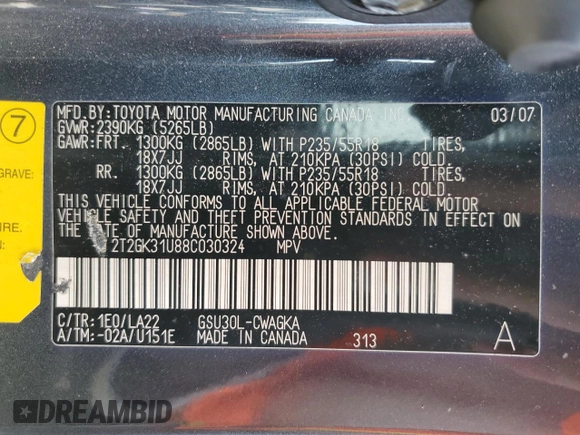 MFD.BY:TOYOTA MOTOR MANUFACTURING CANADA INC. 03/07
GVWR:2390KG (5265LB)
GAWR:FRT. 1300KG (2865LB) WITH P235/55R18 TIRES,
18X7JJ RIMS, AT 210KPA (30PSI) COLD.
RR. 1300KG (2865LB) WITH P235/55R18 TIRES,
18X7JJ RIMS, AT 210KPA (30PSI) COLD.
THIS VEHICLE CONFORMS TO ALL APPLICABLE FEDERAL MOTOR
VEHICLE SAFETY AND THEFT PREVENTION STANDARDS IN EFFECT ON
THE DATE OF MANUFACTURE SHOWN ABOVE.
2T2GK31U88C030324 MPV
C/TR:1E0/LA22 GSU30L-CWAGKA
A/TM:-02A/U151E MADE IN CANADA 313 A
7
GRAVE:
T
DREAMBID